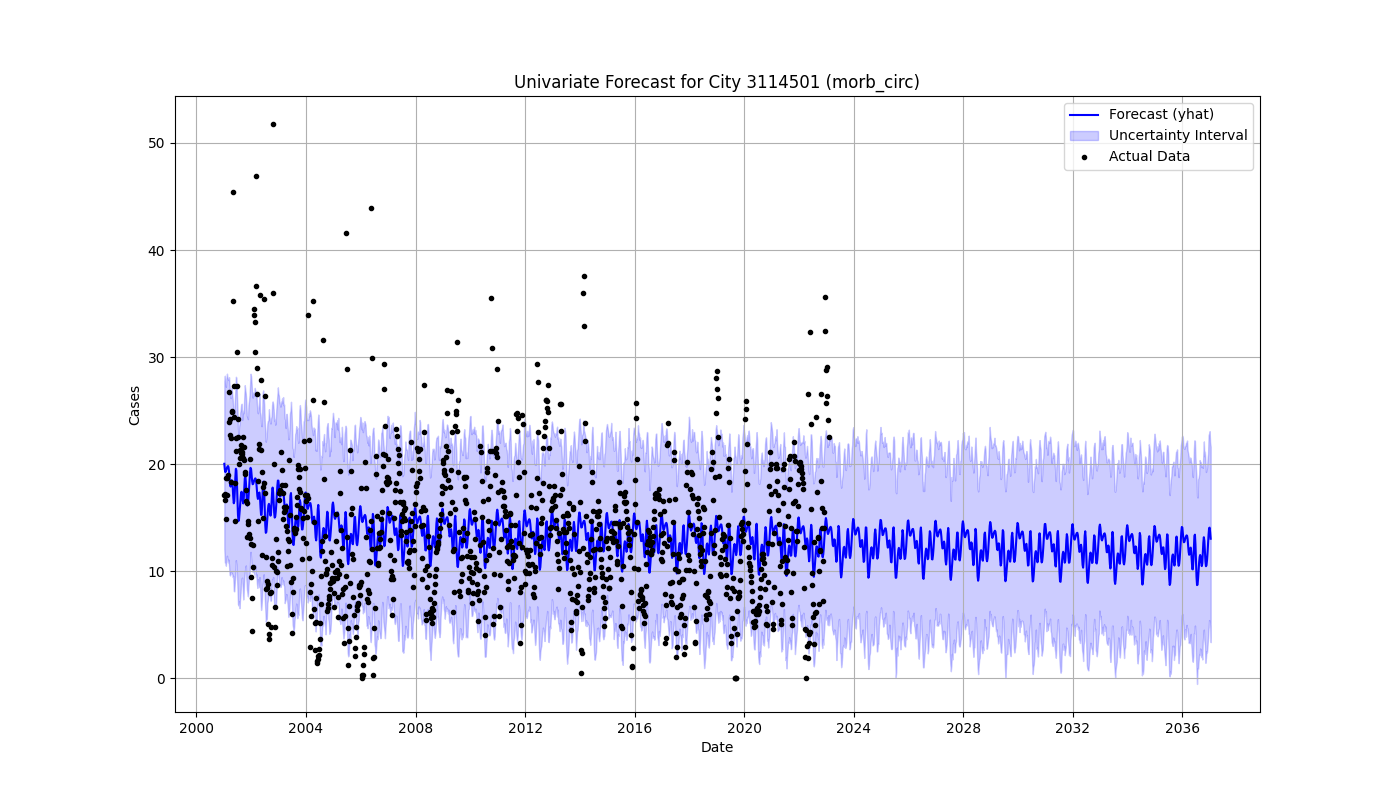 Univariate Forecast for City 3114501 (morb_circ)
Forecast (yhat)
Uncertainty Interval
Actual Data
Cases
50
40
30
20
10
0
2000 2004 2008 2012 2016 2020 2024 2028 2032 2036
Date